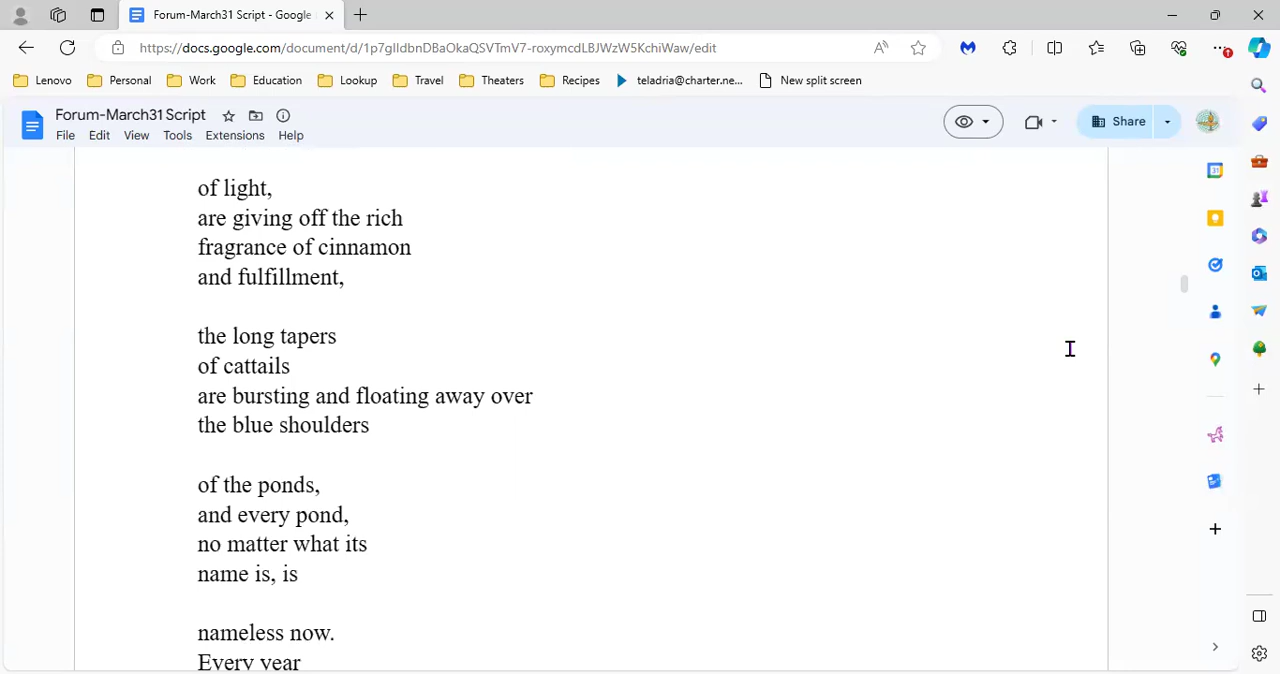 Forum-March31 Script - Google
https://docs.google.com/document/d/1p7glIdbnDBaOkaQSVTmV7-roxymcdLBJWzW5KchiWaw/edit
Lenovo Personal Work Education Lookup Travel Theaters Recipes teladria@charter.ne... New split screen
Forum-March31 Script
File Edit View Tools Extensions Help
Share
of light,
are giving off the rich
fragrance of cinnamon
and fulfillment,
the long tapers
of cattails
are bursting and floating away over
the blue shoulders
of the ponds,
and every pond,
no matter what its
name is, is
nameless now.
Every year